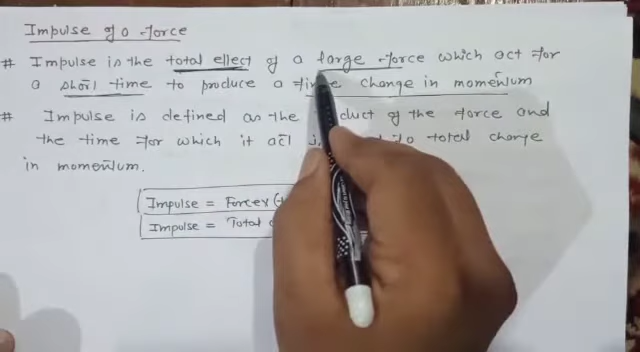 Impulse of a force
# Impulse is the total effect of a large force which act for
a short time to produce a change in momentum
# Impulse is defined as the duct of the force and
the time for which it act to total change
in momentum.
Impulse = Force x
Impulse = Total